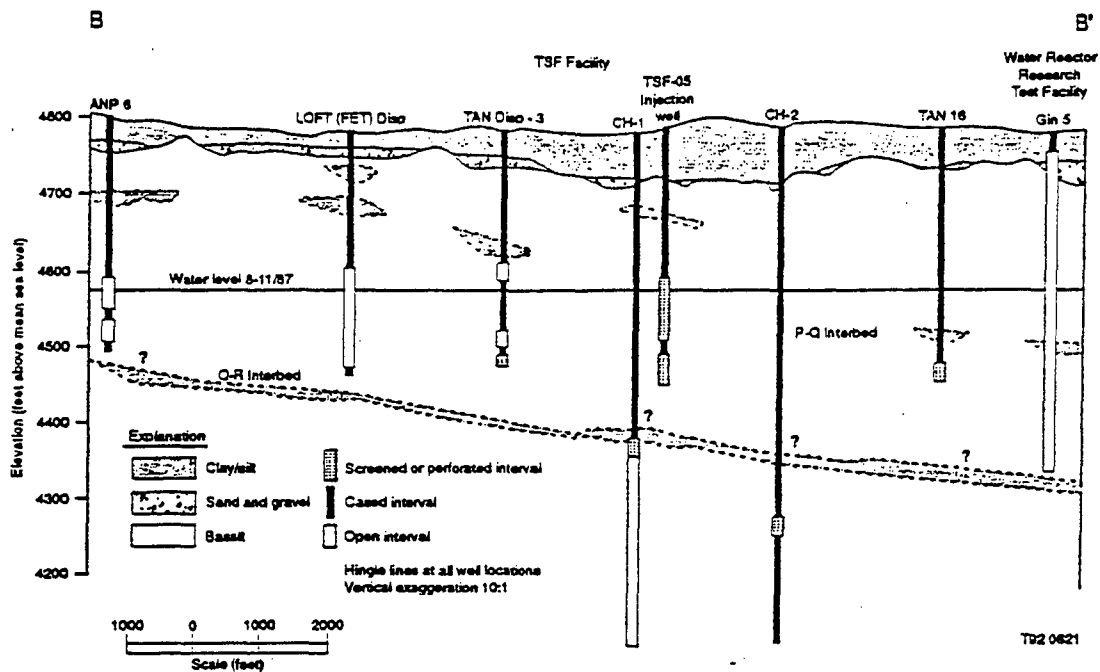 B
B'
TSF Facility
Water Reactor
Research
Test Facility
TSF-05
Injection
well
ANP 6
LOFT (FET) Disp
TAN Disp - 3
CH-1
CH-2
TAN 16
Gin 5
4800
4700
4600
4500
4400
4300
4200
Elevation (feet above mean sea level)
Water level 8-11/87
P-Q Interbed
Q-R Interbed
?
?
?
?
Explanation
Clay/silt
Sand and gravel
Basalt
Screened or perforated interval
Cased interval
Open interval
Hingle lines at all well locations
Vertical exaggeration 10:1
1000 0 1000 2000
Scale (feet)
T92 0621